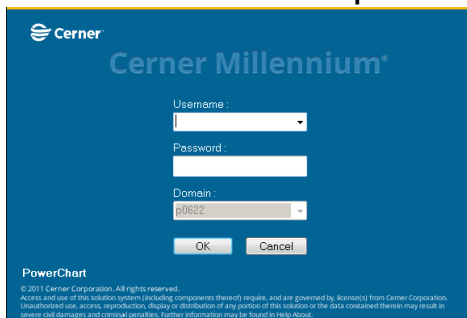 Cerner
Cerner Millennium®
Username :
Password :
Domain :
p0622
OK Cancel
PowerChart
© 2011 Cerner Corporation. All rights reserved.
Access and use of this solution system (including components thereof) require, and are governed by, license(s) from Cerner Corporation.
Unauthorized use, access, reproduction, display or distribution of any portion of this solution or the data contained therein may result in
severe civil damages and criminal penalties. Further information may be found in Help About.